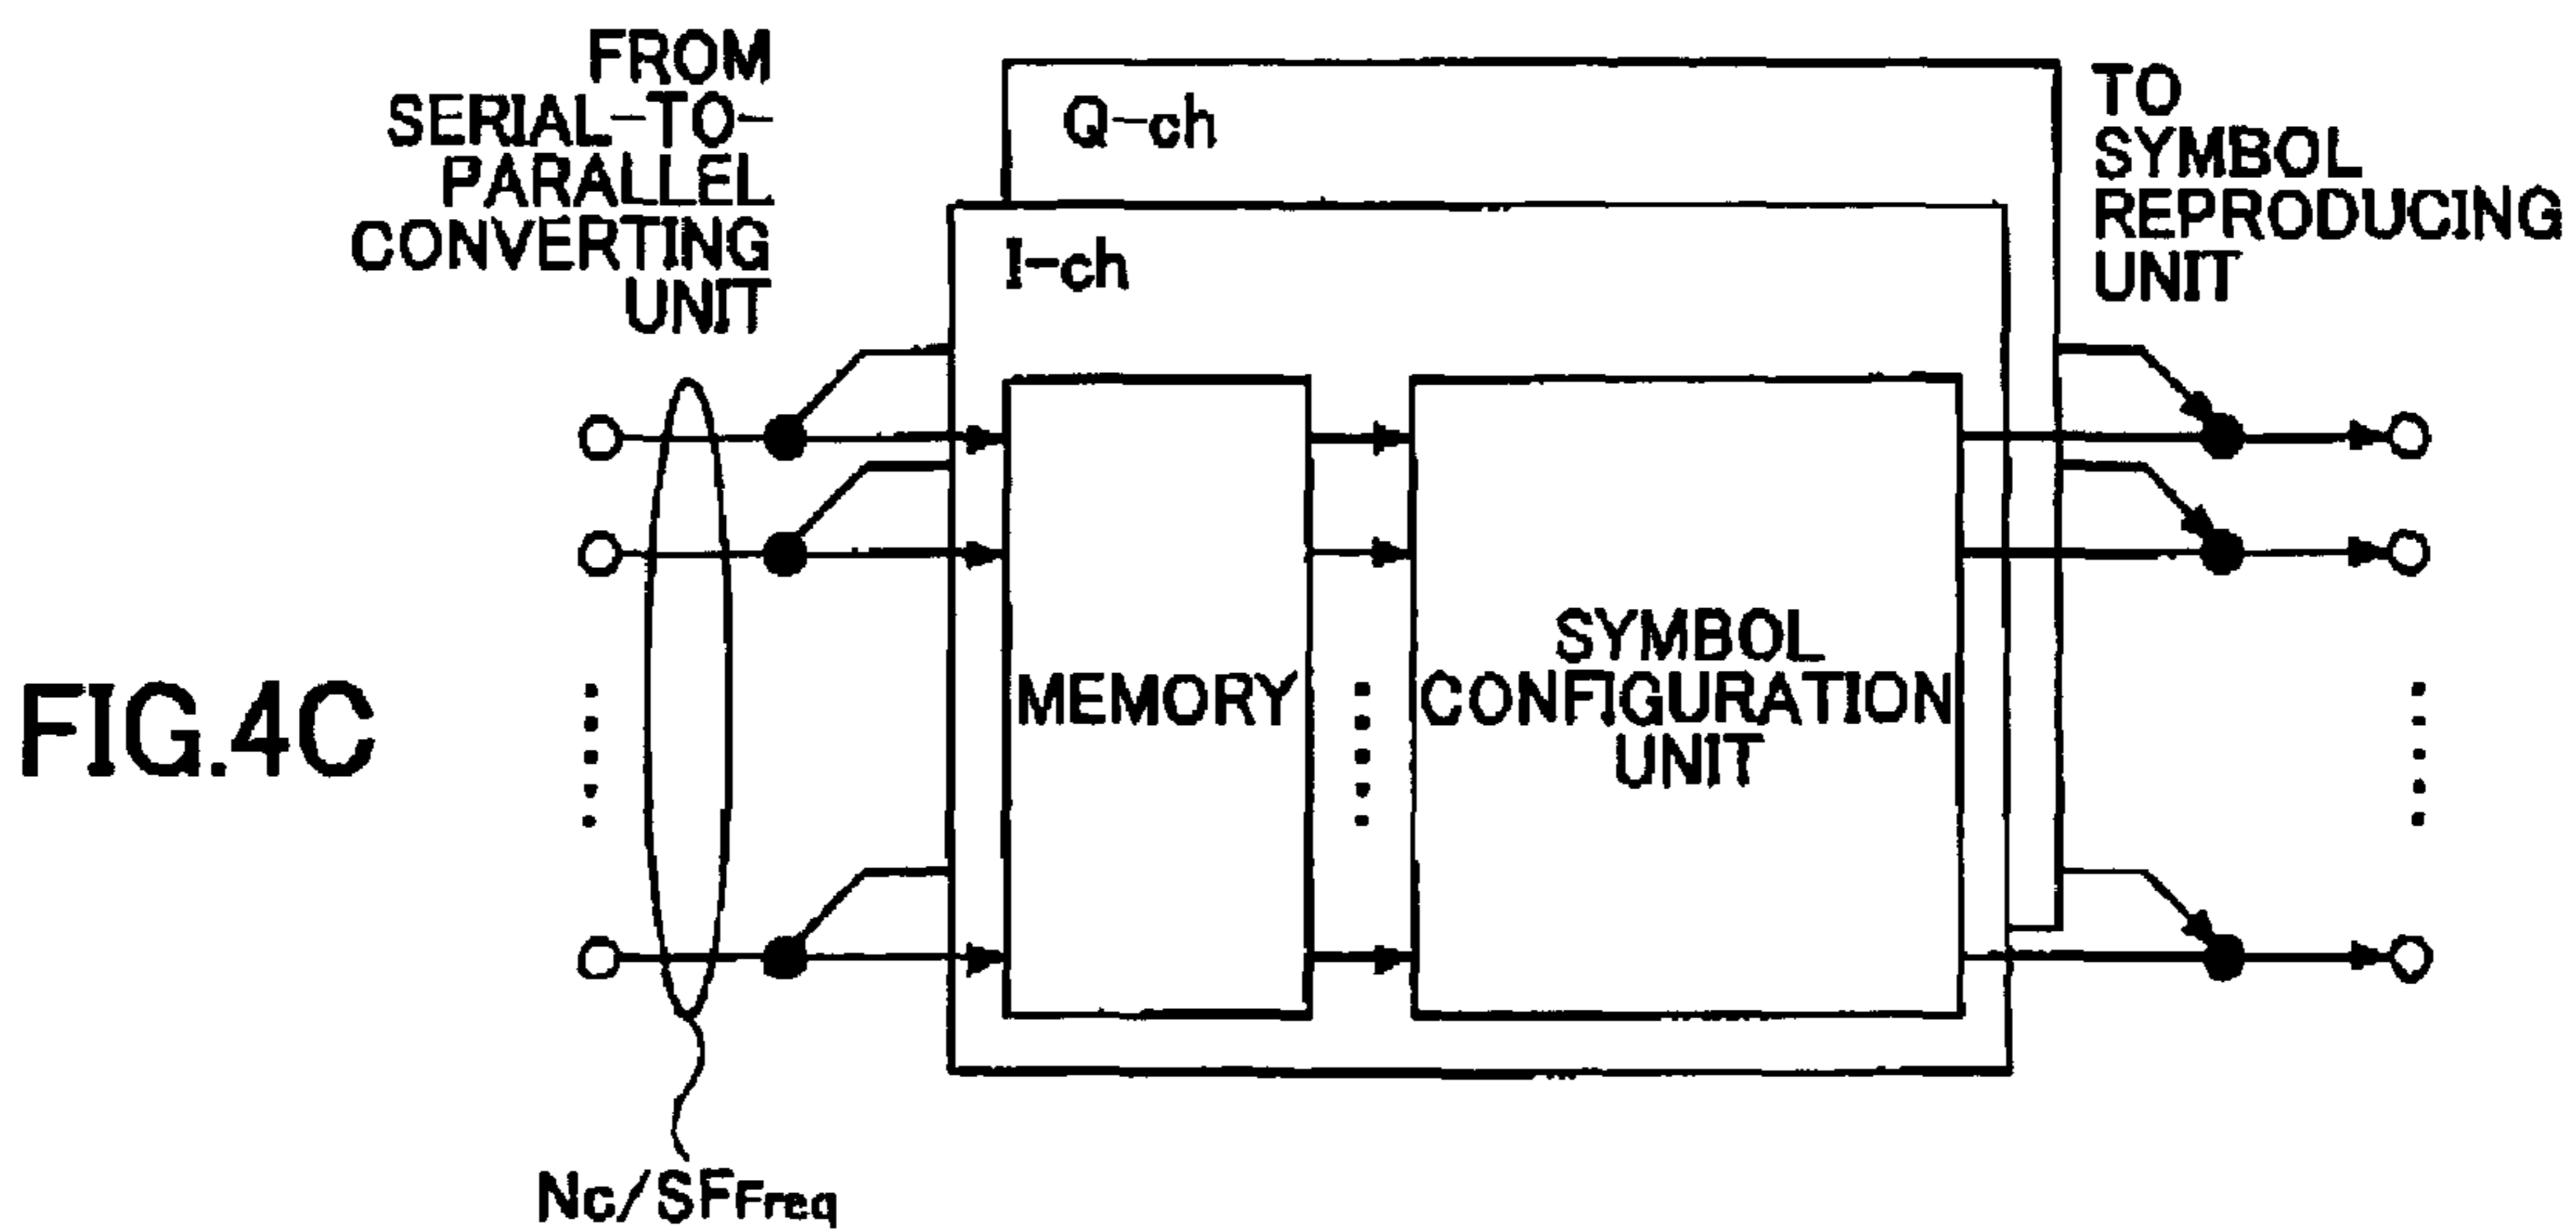 FROM
SERIAL-TO-
PARALLEL
CONVERTING
UNIT
Q-ch
TO
SYMBOL
REPRODUCING
UNIT
I-ch
MEMORY
SYMBOL
CONFIGURATION
UNIT
FIG.4C
Nc/SFFreq